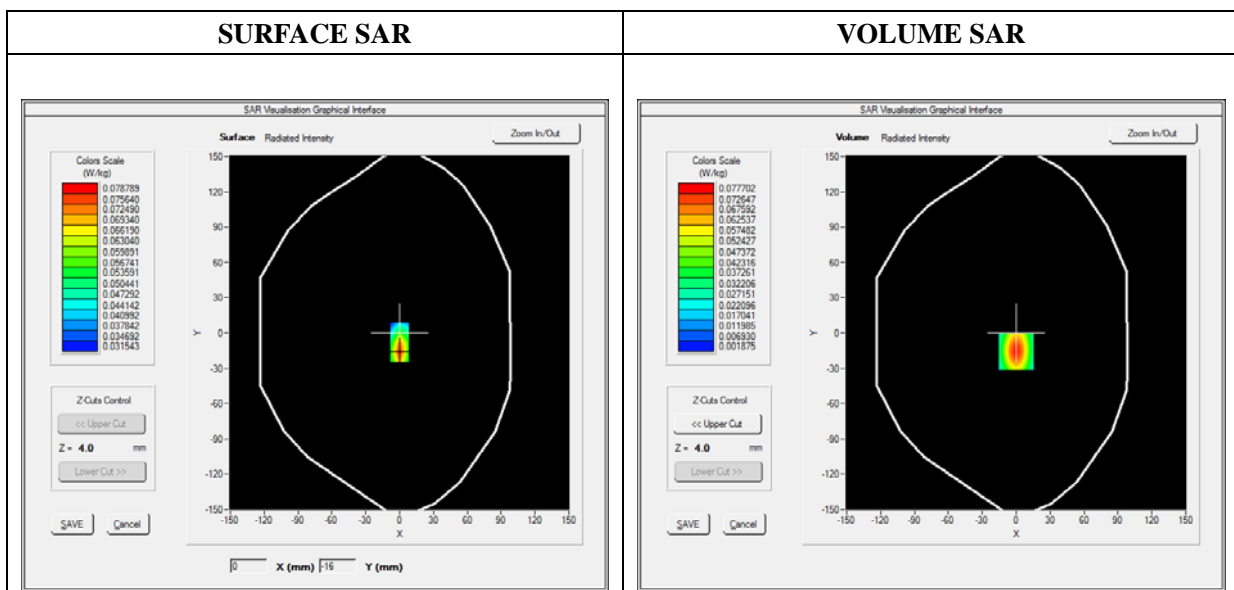 SURFACE SAR
VOLUME SAR
SAR Visualisation Graphical Interface
Surface Radiated Intensity
Zoom In/Out
Colors Scale
(W/kg)
0.078789
0.075640
0.072490
0.069340
0.066190
0.063040
0.059891
0.056741
0.053591
0.050441
0.047292
0.044142
0.040992
0.037842
0.034692
0.031543
Z-Cuts Control
<< Upper Cut
Z = 4.0 mm
Lower Cut >>
SAVE Cancel
150
120
90
60
30
0
-30
-60
-90
-120
-150
Y
-150 -120 -90 -60 -30 0 30 60 90 120 150
X
0 X (mm) -16 Y (mm)
SAR Visualisation Graphical Interface
Volume Radiated Intensity
Zoom In/Out
Colors Scale
(W/kg)
0.077702
0.072647
0.067592
0.062537
0.057482
0.052427
0.047372
0.042316
0.037261
0.032206
0.027151
0.022096
0.017041
0.011985
0.006930
0.001875
Z-Cuts Control
<< Upper Cut
Z = 4.0 mm
Lower Cut >>
SAVE Cancel
150
120
90
60
30
0
-30
-60
-90
-120
-150
Y
-150 -120 -90 -60 -30 0 30 60 90 120 150
X